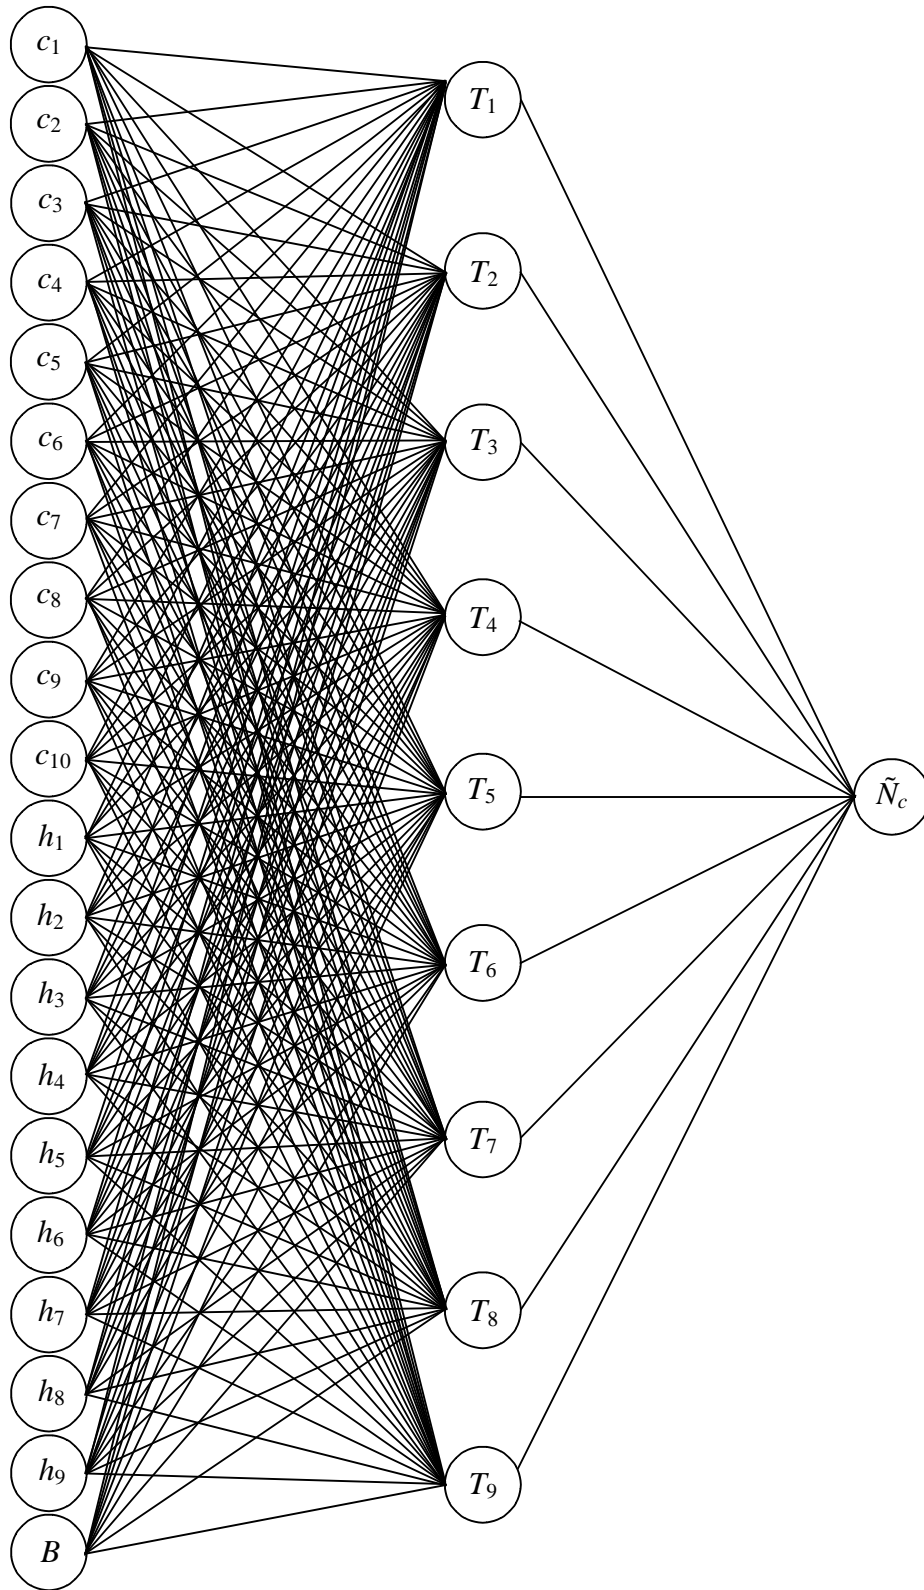 c₁
c₂
c₃
c₄
c₅
c₆
c₇
c₈
c₉
c₁₀
h₁
h₂
h₃
h₄
h₅
h₆
h₇
h₈
h₉
B
T₁
T₂
T₃
T₄
T₅
T₆
T₇
T₈
T₉
Ñ_c